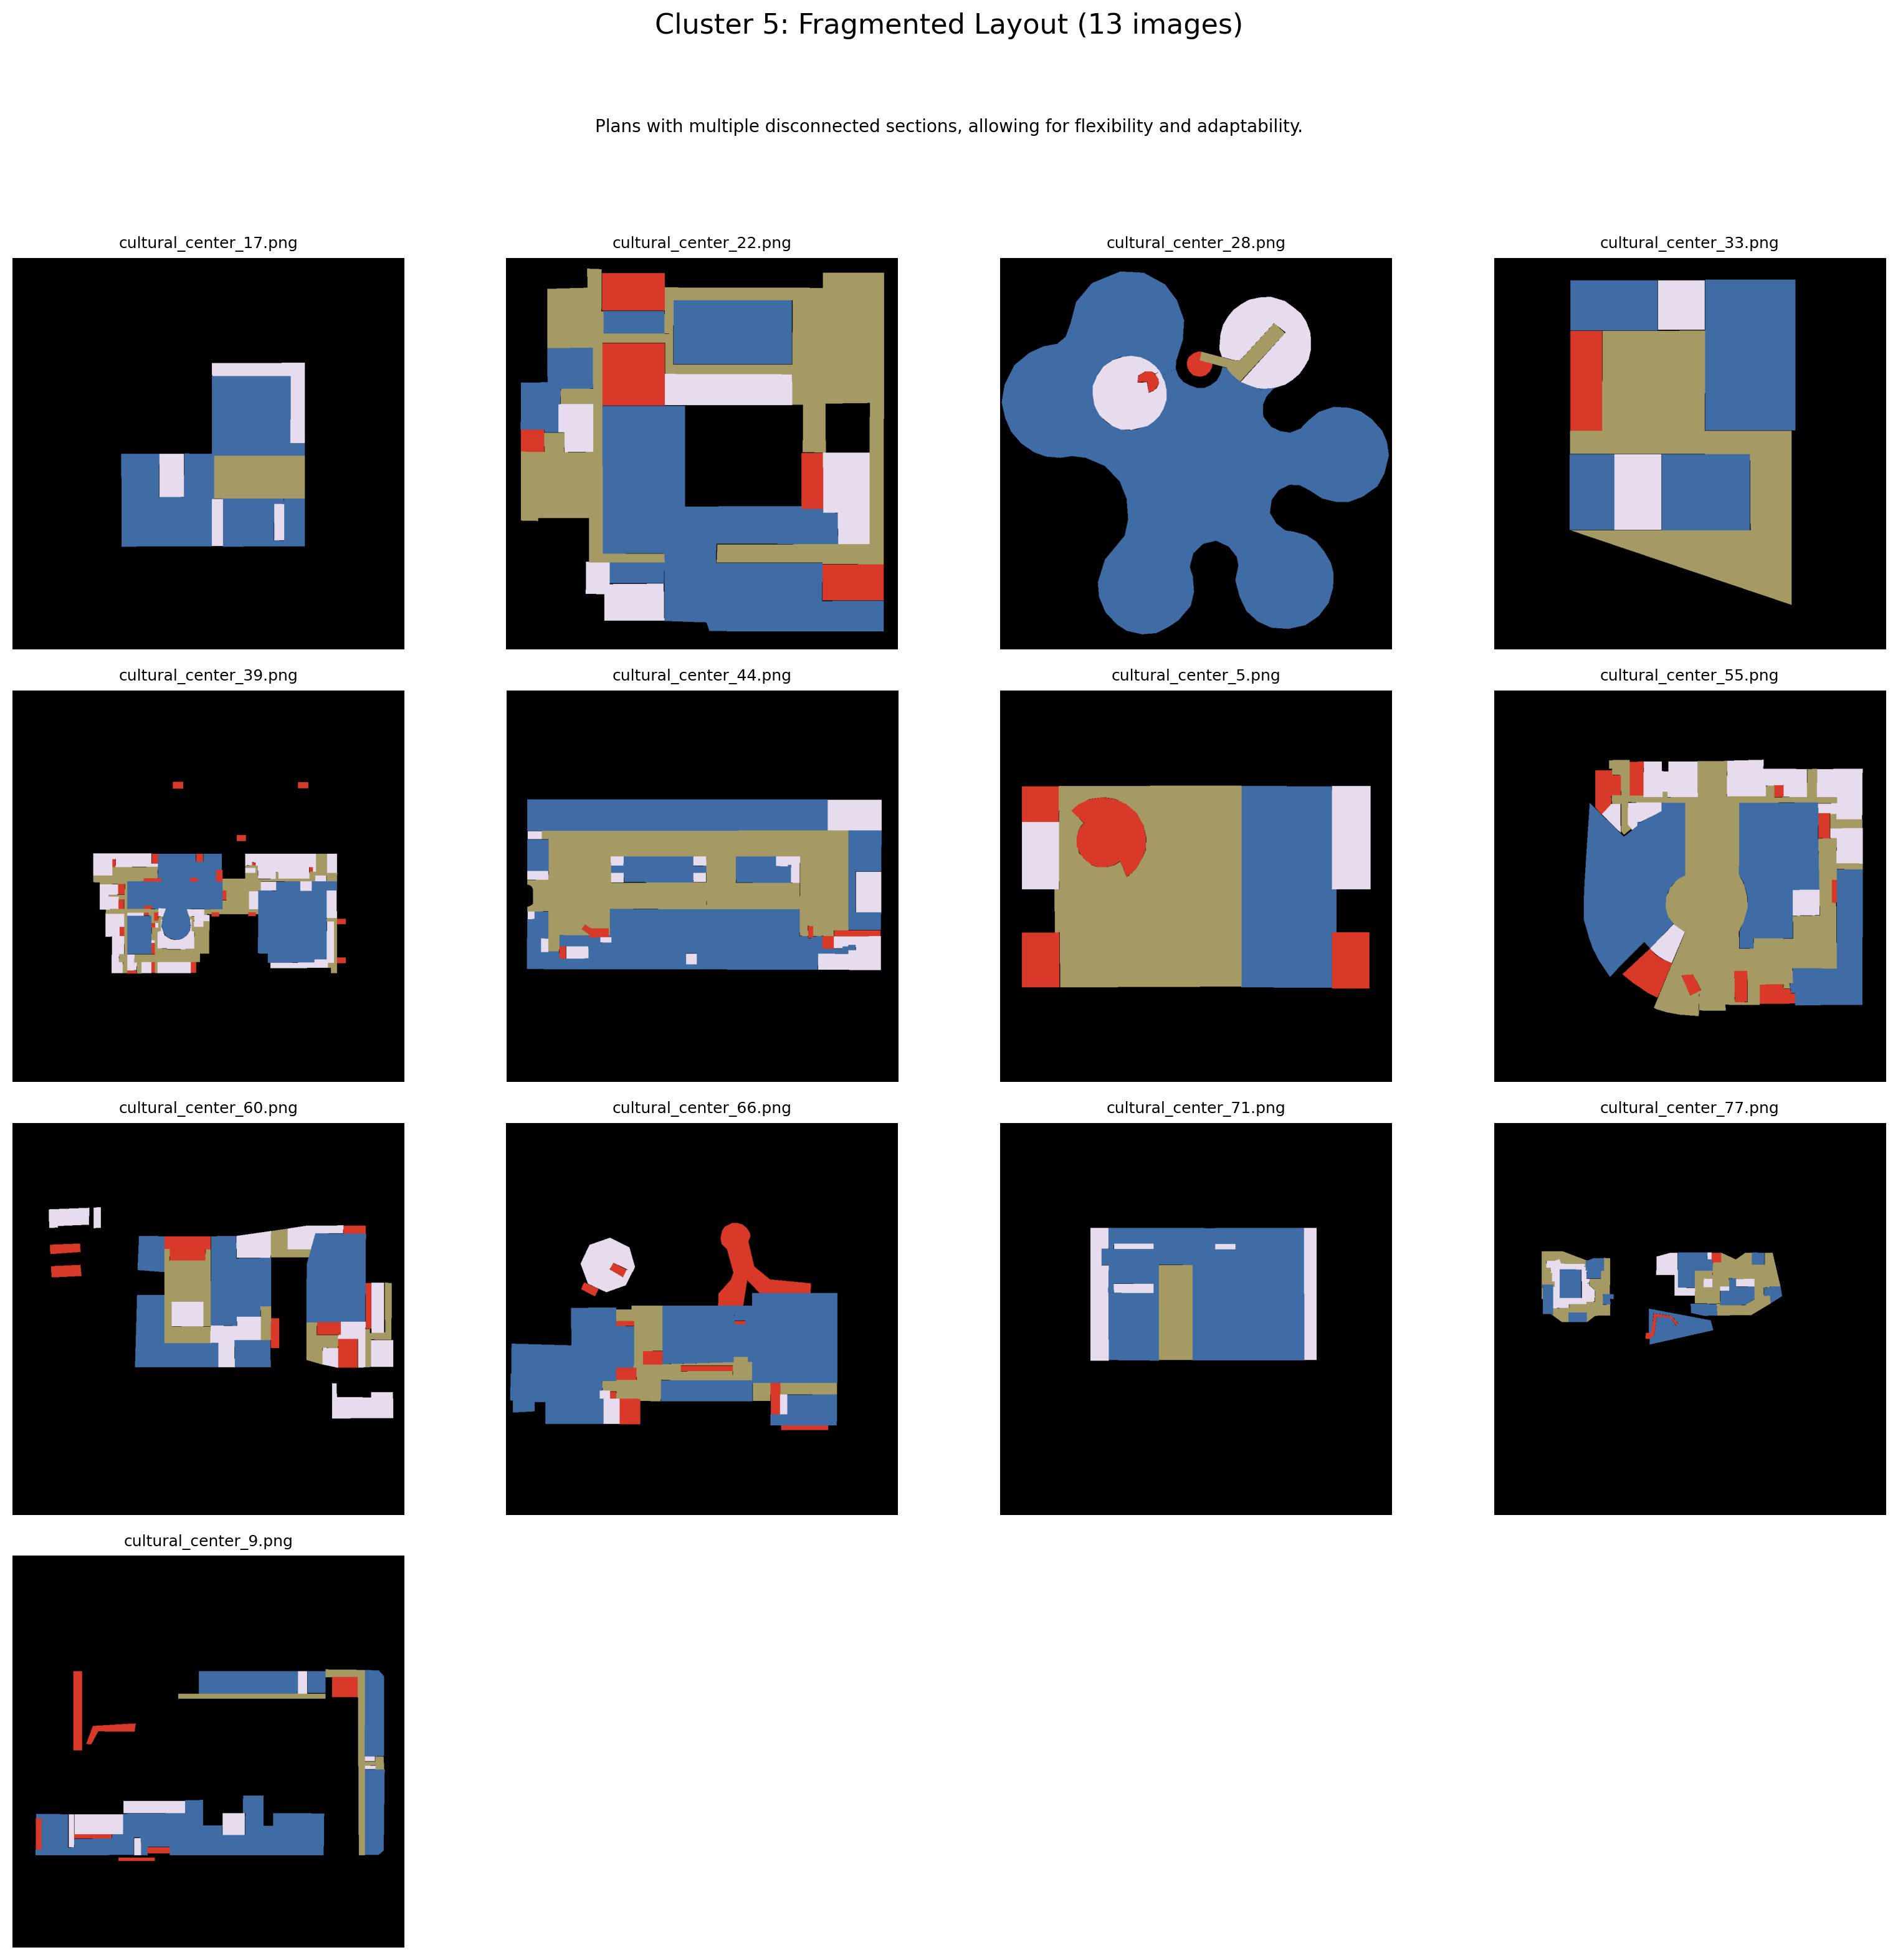 Cluster 5: Fragmented Layout (13 images)
Plans with multiple disconnected sections, allowing for flexibility and adaptability.
cultural_center_17.png
cultural_center_22.png
cultural_center_28.png
cultural_center_33.png
cultural_center_39.png
cultural_center_44.png
cultural_center_5.png
cultural_center_55.png
cultural_center_60.png
cultural_center_66.png
cultural_center_71.png
cultural_center_77.png
cultural_center_9.png